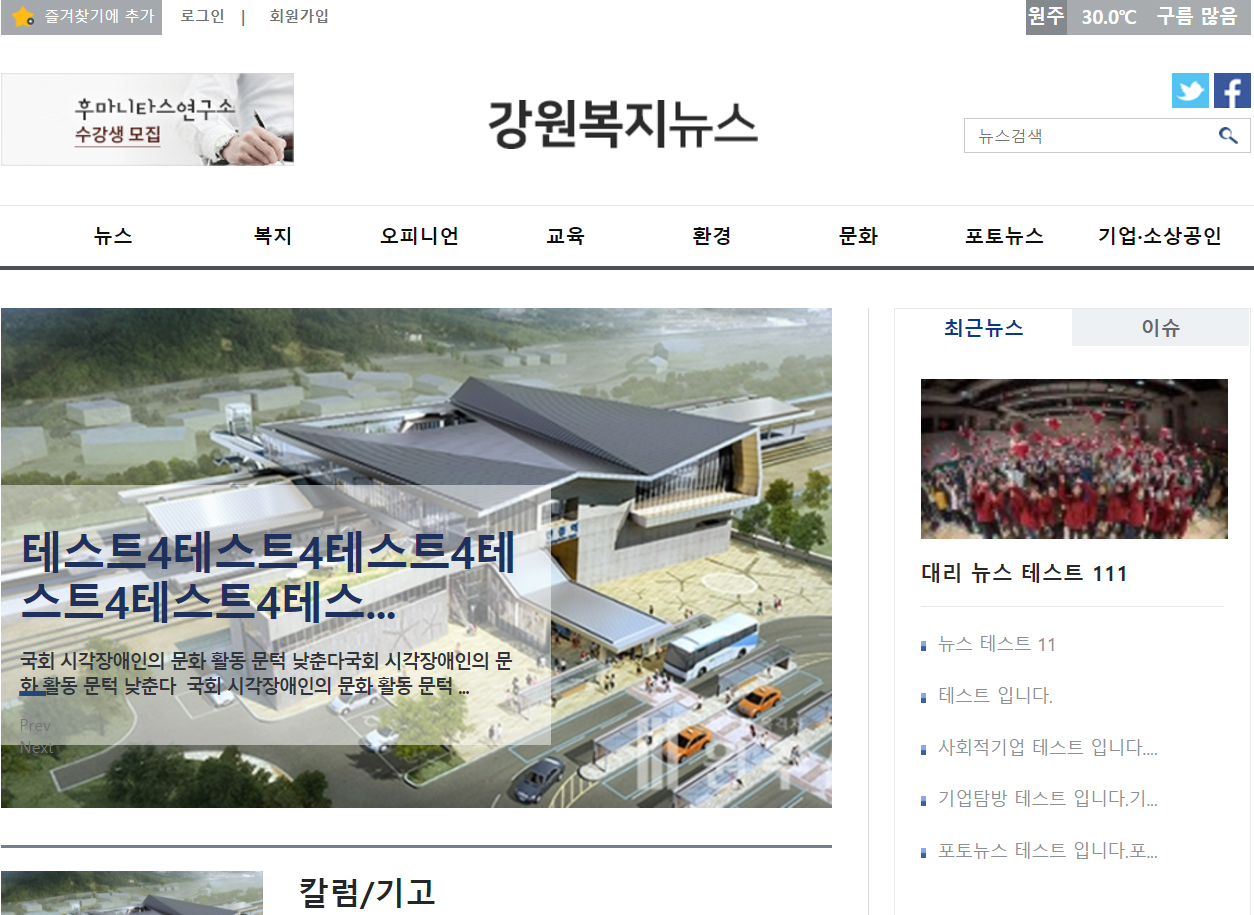 즐겨찾기에 추가 로그인 | 회원가입 원주 30.0℃ 구름 많음
후마니타스연구소
수강생 모집
강원복지뉴스
뉴스검색
뉴스 복지 오피니언 교육 환경 문화 포토뉴스 기업·소상공인
최근뉴스 이슈
테스트4테스트4테스트4테
스트4테스트4테스...
국회 시각장애인의 문화 활동 문턱 낮춘다국회 시각장애인의 문
화 활동 문턱 낮춘다 국회 시각장애인의 문화 활동 문턱 ...
Prev
Next
대리 뉴스 테스트 111
뉴스 테스트 11
테스트 입니다.
사회적기업 테스트 입니다....
기업탐방 테스트 입니다.기...
포토뉴스 테스트 입니다.포...
칼럼/기고